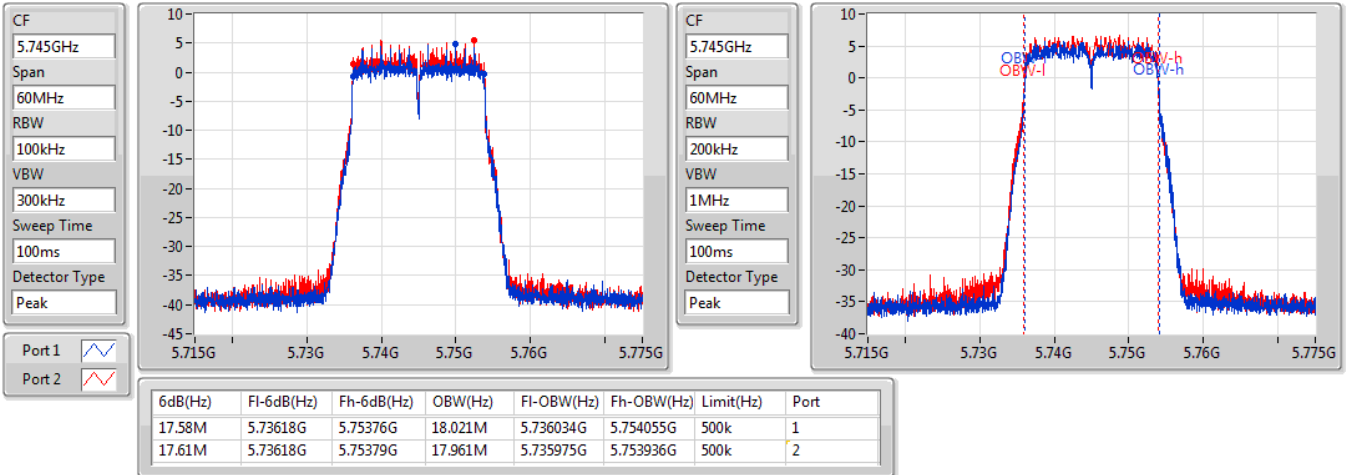 CF
5.745GHz
Span
60MHz
RBW
100kHz
VBW
300kHz
Sweep Time
100ms
Detector Type
Peak
Port 1
Port 2
10
5
0
-5
-10
-15
-20
-25
-30
-35
-40
-45
5.715G 5.73G 5.74G 5.75G 5.76G 5.775G
CF
5.745GHz
Span
60MHz
RBW
200kHz
VBW
1MHz
Sweep Time
100ms
Detector Type
Peak
10
5
0
-5
-10
-15
-20
-25
-30
-35
-40
OBW-l
OBW-h
5.715G 5.73G 5.74G 5.75G 5.76G 5.775G
6dB(Hz) Fl-6dB(Hz) Fh-6dB(Hz) OBW(Hz) Fl-OBW(Hz) Fh-OBW(Hz) Limit(Hz) Port
17.58M 5.73618G 5.75376G 18.021M 5.736034G 5.754055G 500k 1
17.61M 5.73618G 5.75379G 17.961M 5.735975G 5.753936G 500k 2